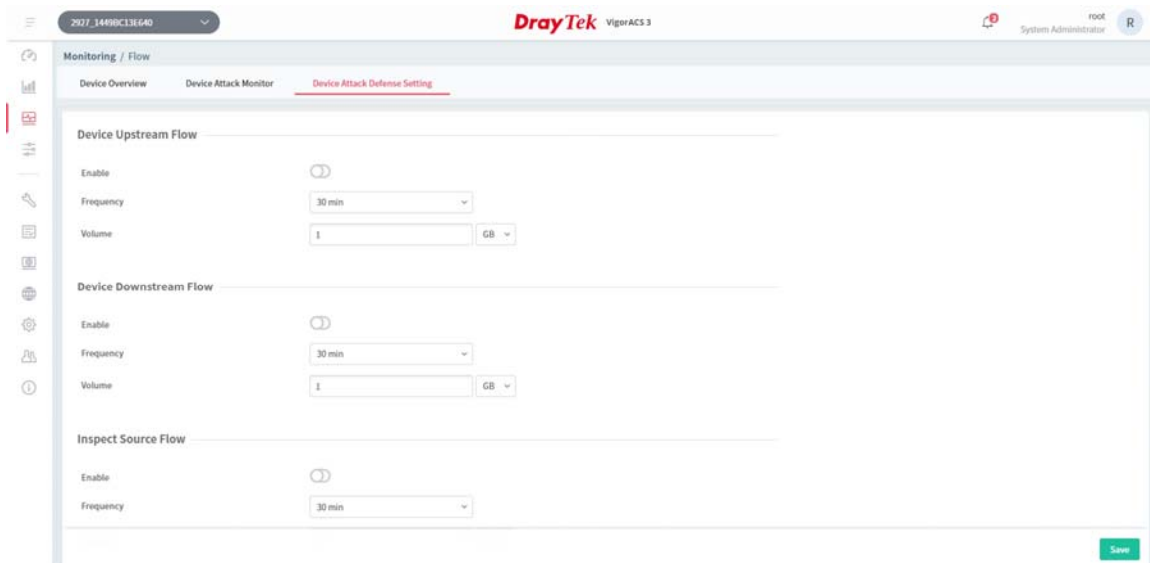 2927_1449BC13E640
DrayTek VigorACS 3
3
root
System Administrator
R
Monitoring / Flow
Device Overview
Device Attack Monitor
Device Attack Defense Setting
Device Upstream Flow
Enable
Frequency
30 min
Volume
1
GB
Device Downstream Flow
Enable
Frequency
30 min
Volume
1
GB
Inspect Source Flow
Enable
Frequency
30 min
Save